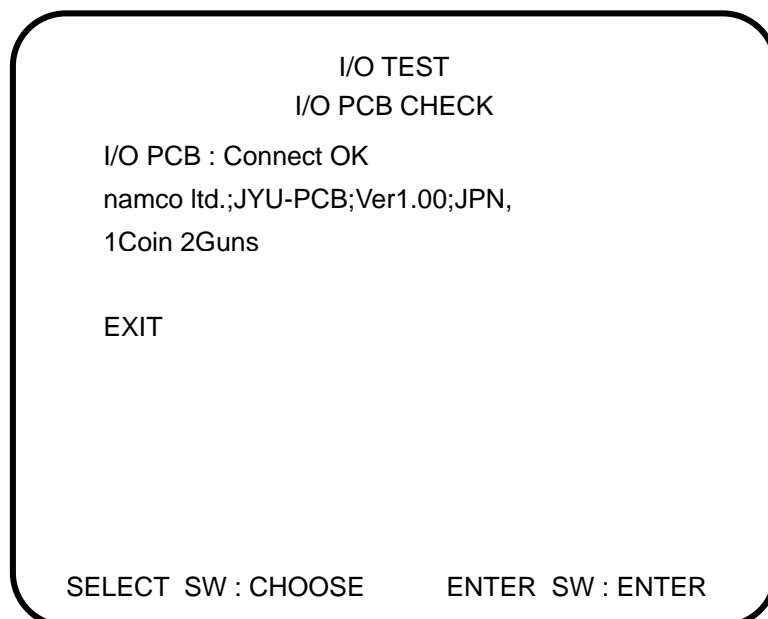 I/O TEST
I/O PCB CHECK
I/O PCB : Connect OK
namco ltd.;JYU-PCB;Ver1.00;JPN,
1Coin 2Guns
EXIT
SELECT SW : CHOOSE ENTER SW : ENTER